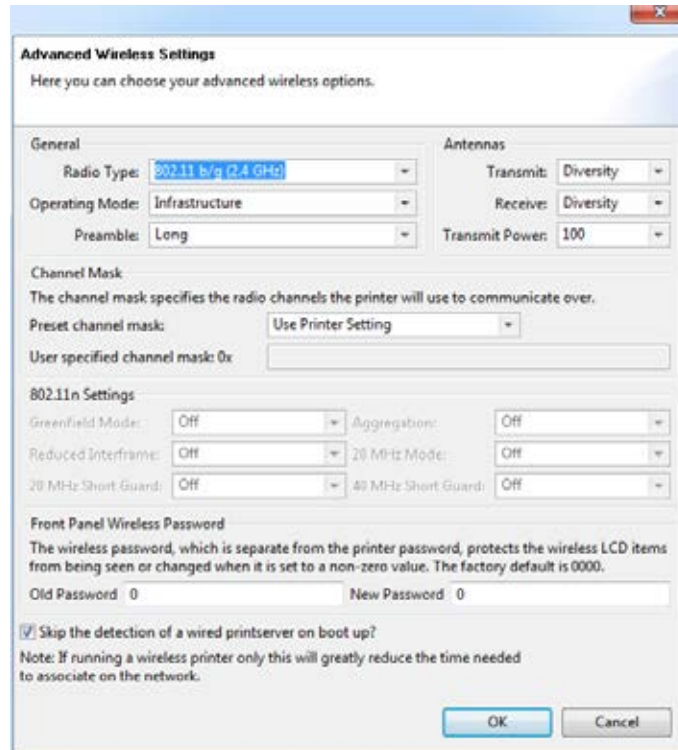 Advanced Wireless Settings
Here you can choose your advanced wireless options.
General
Radio Type: 802.11 b/g (2.4 GHz)
Operating Mode: Infrastructure
Preamble: Long
Antennas
Transmit: Diversity
Receive: Diversity
Transmit Power: 100
Channel Mask
The channel mask specifies the radio channels the printer will use to communicate over.
Preset channel mask: Use Printer Setting
User specified channel mask: 0x
802.11n Settings
Greenfield Mode: Off Aggregation: Off
Reduced Interframe: Off 20 MHz Mode: Off
20 MHz Short Guard: Off 40 MHz Short Guard: Off
Front Panel Wireless Password
The wireless password, which is separate from the printer password, protects the wireless LCD items
from being seen or changed when it is set to a non-zero value. The factory default is 0000.
Old Password 0 New Password 0
Skip the detection of a wired printserver on boot up?
Note: If running a wireless printer only this will greatly reduce the time needed
to associate on the network.
OK Cancel